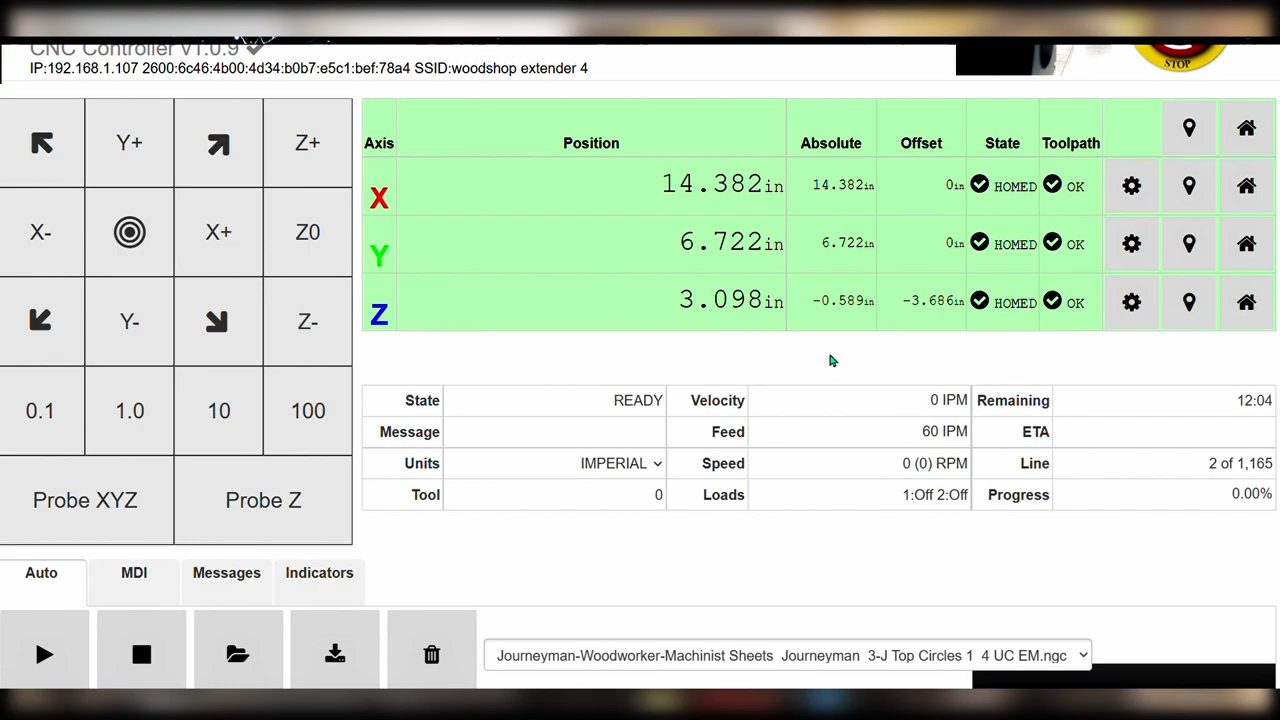 CNC Controller V1.0.9
IP:192.168.1.107 2600:6c46:4b00:4d34:b0b7:e5c1:bef:78a4 SSID:woodshop extender 4
STOP
Y+ Z+
X- X+ Z0
Y- Z-
0.1 1.0 10 100
Probe XYZ Probe Z
Axis Position Absolute Offset State Toolpath
X 14.382in 14.382in 0in HOMED OK
Y 6.722in 6.722in 0in HOMED OK
Z 3.098in -0.589in -3.686in HOMED OK
State READY Velocity 0 IPM Remaining 12:04
Message Feed 60 IPM ETA
Units IMPERIAL Speed 0 (0) RPM Line 2 of 1,165
Tool 0 Loads 1:Off 2:Off Progress 0.00%
Auto MDI Messages Indicators
Journeyman-Woodworker-Machinist Sheets Journeyman 3-J Top Circles 1 4 UC EM.ngc